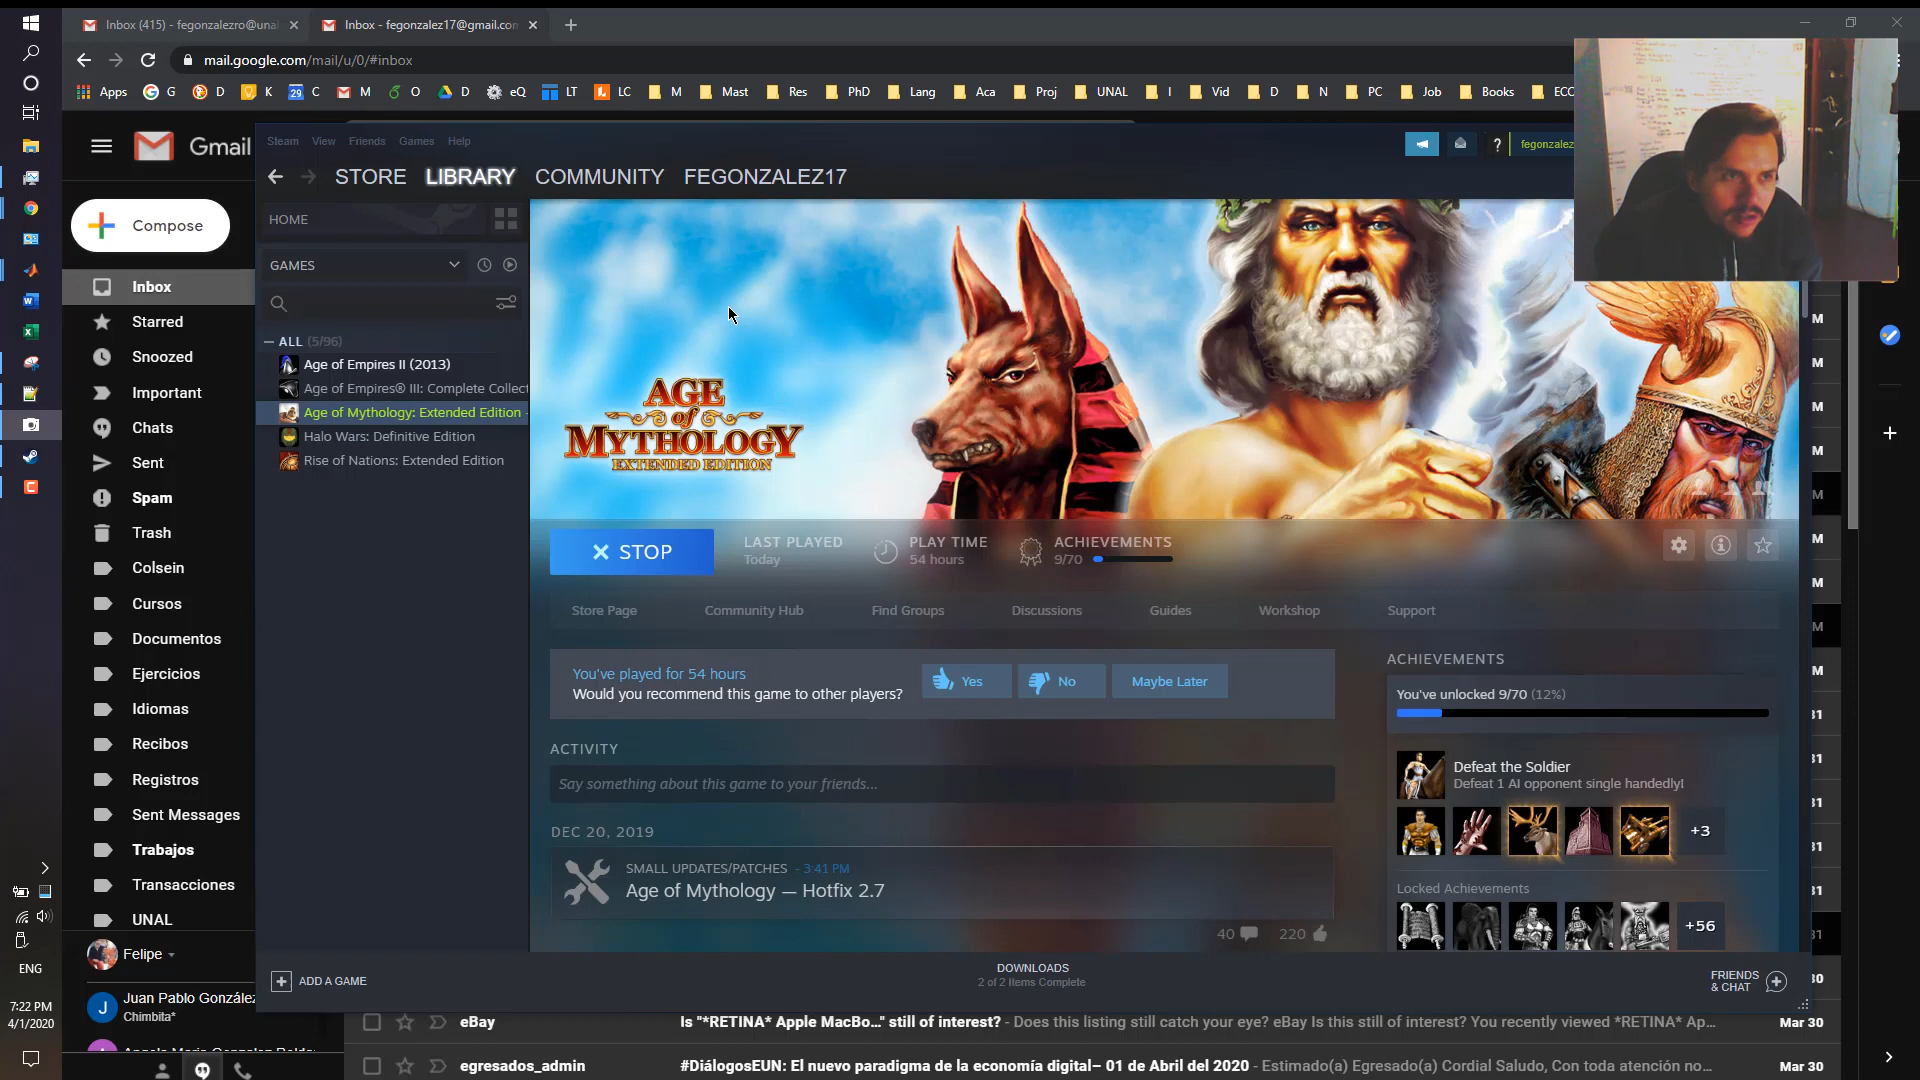 Inbox (415) - fegonzalezro@unal
Inbox - fegonzalez17@gmail.com
mail.google.com/mail/u/0/#inbox
Apps G D K C M O D eQ LT LC M Mast Res PhD Lang Aca Proj UNAL I Vid D N PC Job Books ECC
Gmail
Compose
Inbox
Starred
Snoozed
Important
Chats
Sent
Spam
Trash
Colsein
Cursos
Documentos
Ejercicios
Idiomas
Recibos
Registros
Sent Messages
Trabajos
Transacciones
UNAL
Felipe
Juan Pablo González
Chimbita*
ENG
7:22 PM
4/1/2020
Steam View Friends Games Help
fegonzalez
STORE LIBRARY COMMUNITY FEGONZALEZ17
HOME
GAMES
ALL (5/96)
Age of Empires II (2013)
Age of Empires® III: Complete Collect
Age of Mythology: Extended Edition -
Halo Wars: Definitive Edition
Rise of Nations: Extended Edition
AGE
of
MYTHOLOGY
EXTENDED EDITION
STOP
LAST PLAYED
Today
PLAY TIME
54 hours
ACHIEVEMENTS
9/70
Store Page Community Hub Find Groups Discussions Guides Workshop Support
You've played for 54 hours
Would you recommend this game to other players?
Yes No Maybe Later
ACTIVITY
Say something about this game to your friends...
DEC 20, 2019
SMALL UPDATES/PATCHES - 3:41 PM
Age of Mythology — Hotfix 2.7
40 220
ACHIEVEMENTS
You've unlocked 9/70 (12%)
Defeat the Soldier
Defeat 1 AI opponent single handedly!
+3
Locked Achievements
+56
ADD A GAME
DOWNLOADS
2 of 2 Items Complete
FRIENDS
& CHAT
eBay Is "*RETINA* Apple MacBo..." still of interest? - Does this listing still catch your eye? eBay Is this still of interest? You recently viewed *RETINA* Ap... Mar 30
egresados_admin #DiálogosEUN: El nuevo paradigma de la economía digital– 01 de Abril del 2020 - Estimado(a) Egresado(a) Cordial Saludo, Con toda atención no... Mar 30